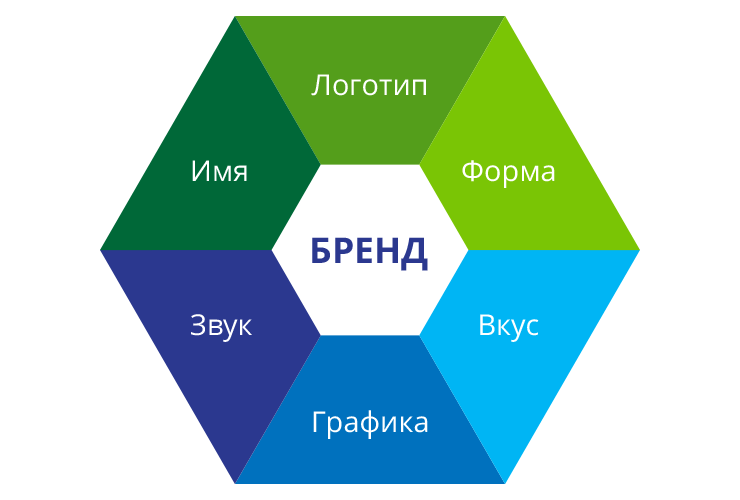 Логотип
Имя
Форма
БРЕНД
Звук
Вкус
Графика